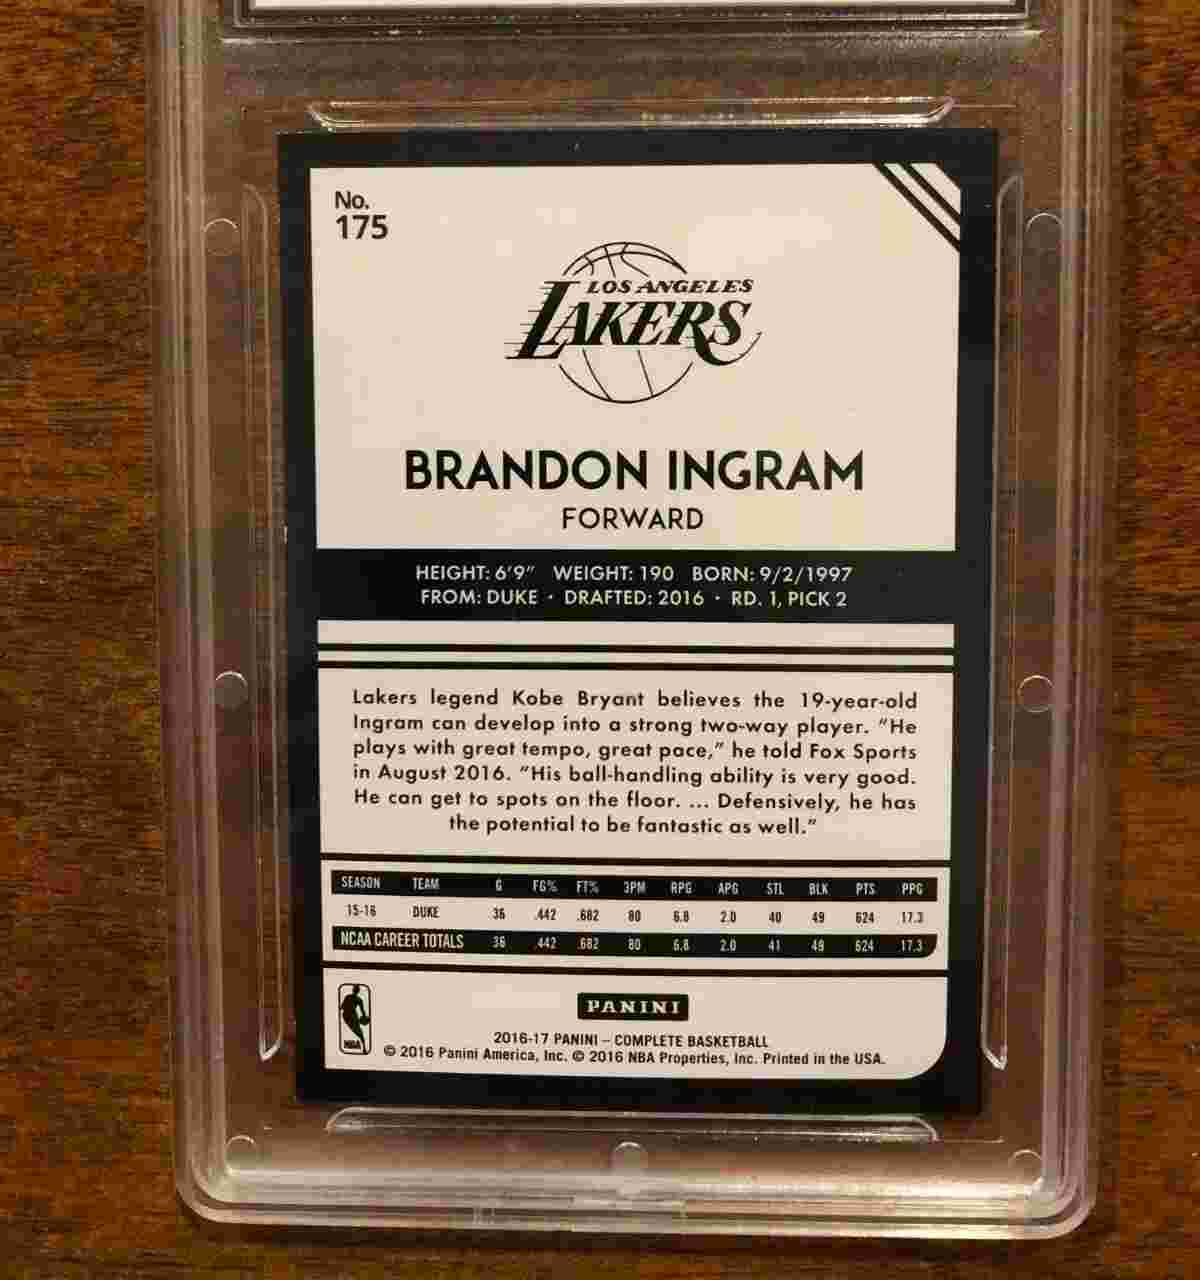 No.
175
LOS ANGELES
LAKERS
BRANDON INGRAM
FORWARD
HEIGHT: 6'9" WEIGHT: 190 BORN: 9/2/1997
FROM: DUKE · DRAFTED: 2016 · RD. 1, PICK 2
Lakers legend Kobe Bryant believes the 19-year-old
Ingram can develop into a strong two-way player. "He
plays with great tempo, great pace," he told Fox Sports
in August 2016. "His ball-handling ability is very good.
He can get to spots on the floor. ... Defensively, he has
the potential to be fantastic as well."
SEASON TEAM G FG% FT% 3PM RPG APG STL BLK PTS PPG
15-16 DUKE 36 .442 .682 80 6.8 2.0 40 49 624 17.3
NCAA CAREER TOTALS 36 .442 .682 80 6.8 2.0 41 49 624 17.3
NBA
PANINI
2016-17 PANINI – COMPLETE BASKETBALL
© 2016 Panini America, Inc. © 2016 NBA Properties, Inc. Printed in the USA.